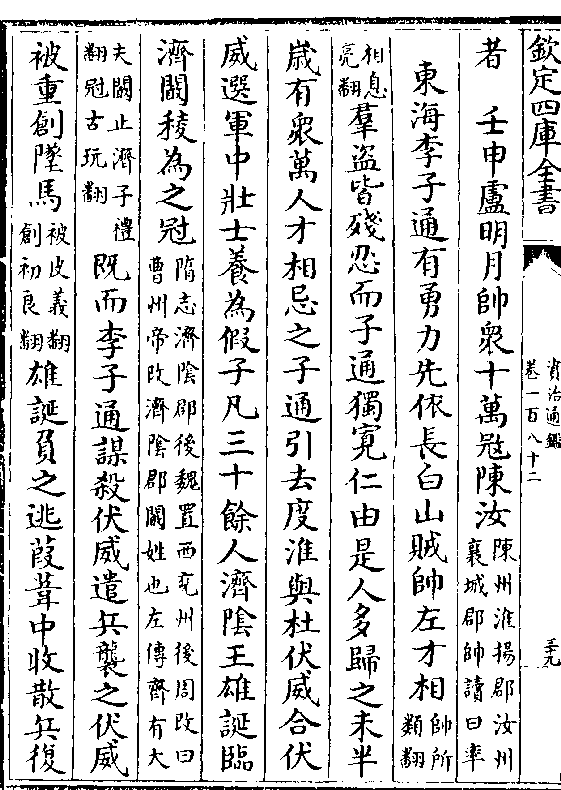 欽定四庫全書
資治通鑑
卷一百八十二
三九
者　壬申盧明月帥衆十萬冦陳汝陳州淮揚郡汝州襄城郡帥讀曰率
東海李子通有勇力先依長白山賊帥左才相帥所類翻
相息亮翻羣盜皆殘忍而子通獨寛仁由是人多歸之未半
嵗有衆萬人才相忌之子通引去度淮與杜伏威合伏
威選軍中壯士養為假子凡三十餘人濟隂王雄誕臨
濟闞稜為之冠隋志濟隂郡後魏置西兖州後周改曰曹州帝改濟隂郡闞姓也左傳齊有大
夫闞止濟子禮翻冠古玩翻既而李子通謀殺伏威遣兵襲之伏威
被重創墜馬被皮義翻創初良翻雄誕負之逃葭葦中收散兵復